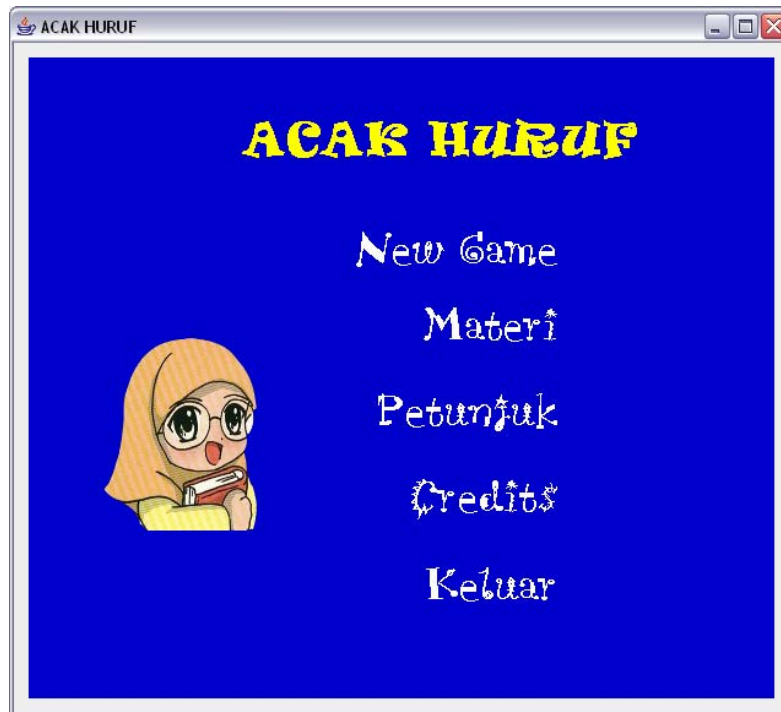 ACAK HURUF
ACAK HURUF
New Game
Materi
Petunjuk
Credits
Keluar